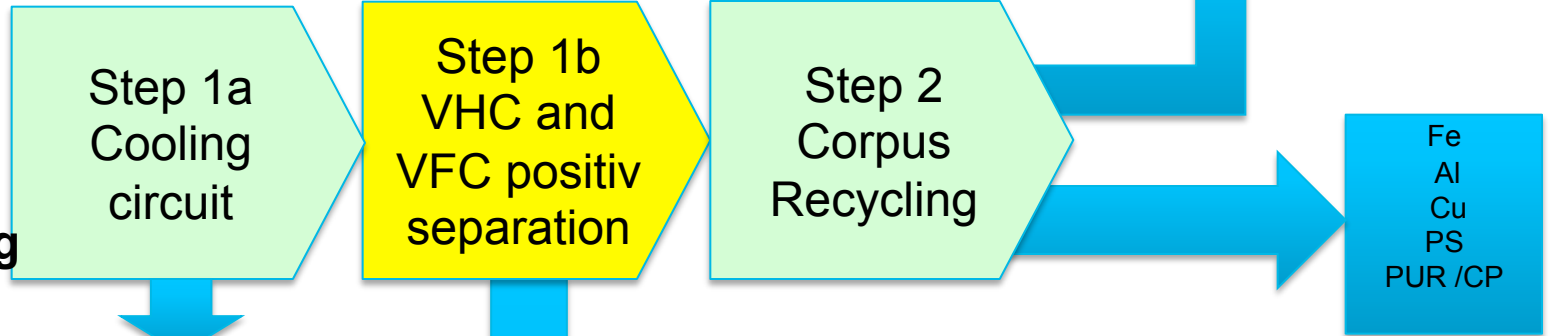 Step 1a
Cooling
circuit
Step 1b
VHC and
VFC positiv
separation
Step 2
Corpus
Recycling
Fe
Al
Cu
PS
PUR /CP
g